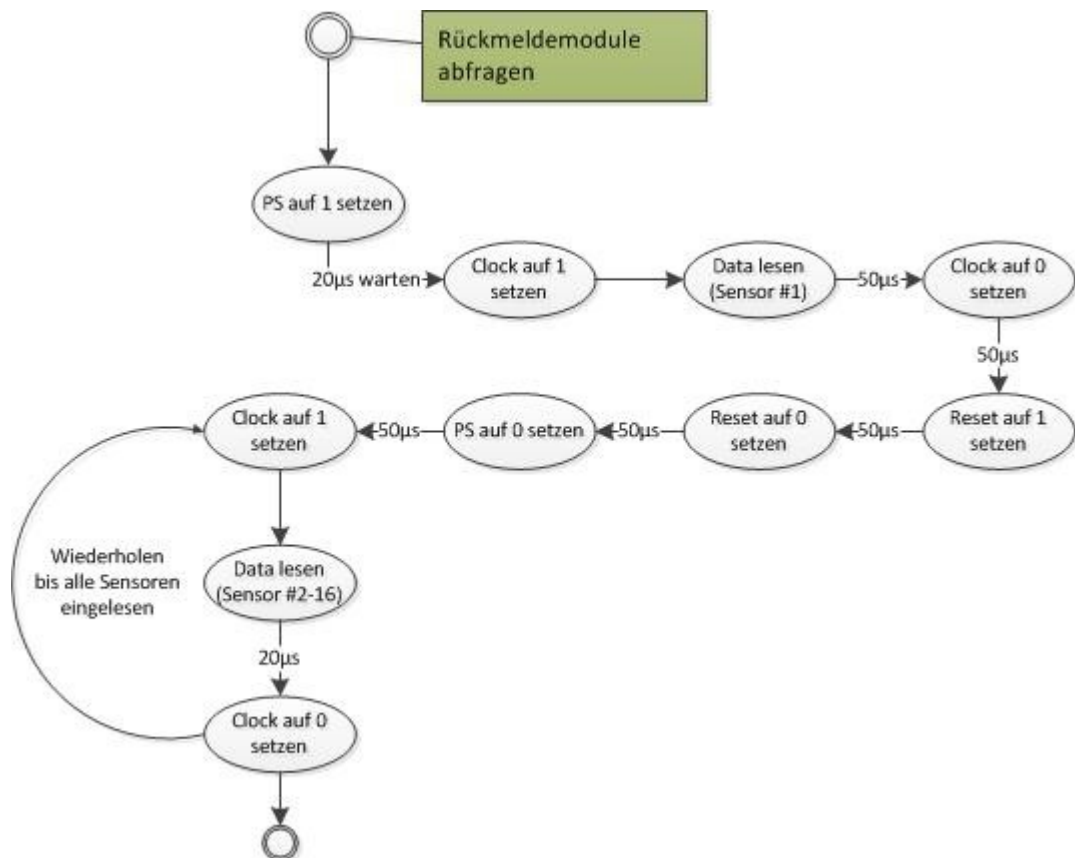 Rückmeldemodule
abfragen
PS auf 1 setzen
20µs warten
Clock auf 1
setzen
Data lesen
(Sensor #1)
50µs
Clock auf 0
setzen
50µs
Reset auf 1
setzen
50µs
Reset auf 0
setzen
50µs
PS auf 0 setzen
50µs
Clock auf 1
setzen
Data lesen
(Sensor #2-16)
20µs
Clock auf 0
setzen
Wiederholen
bis alle Sensoren
eingelesen